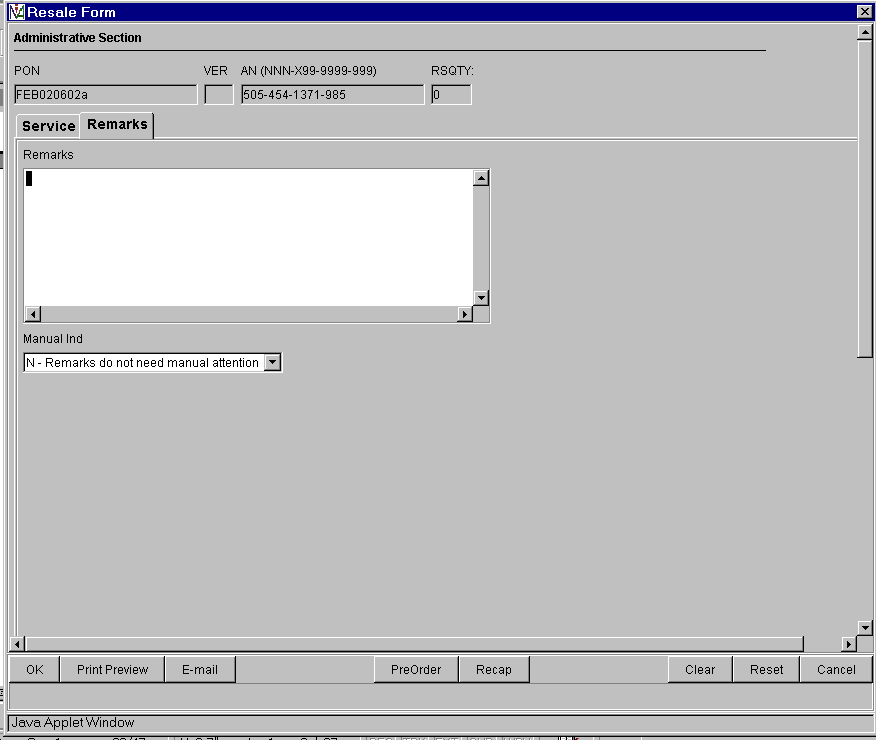 Resale Form
Administrative Section
PON VER AN (NNN-X99-9999-999) RSQTY:
FEB020602a 505-454-1371-985 0
Service Remarks
Remarks
Manual Ind
N - Remarks do not need manual attention
OK Print Preview E-mail PreOrder Recap Clear Reset Cancel
Java Applet Window